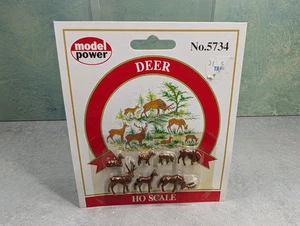 model
power
No.5734
DEER
HO SCALE